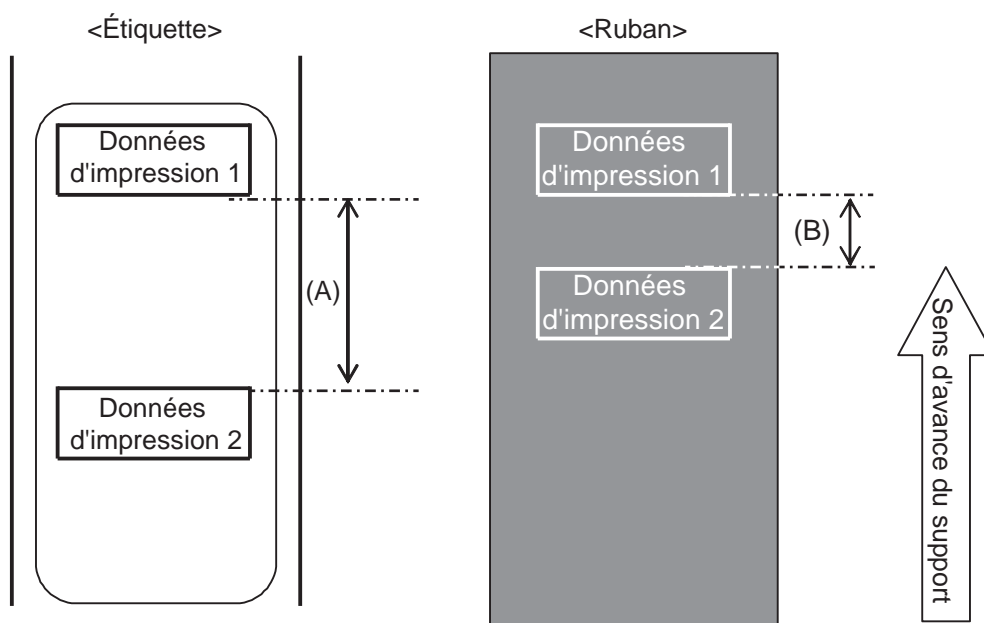 <Étiquette>
Données
d'impression 1
(A)
Données
d'impression 2
<Ruban>
Données
d'impression 1
(B)
Données
d'impression 2
Sens d'avance du support